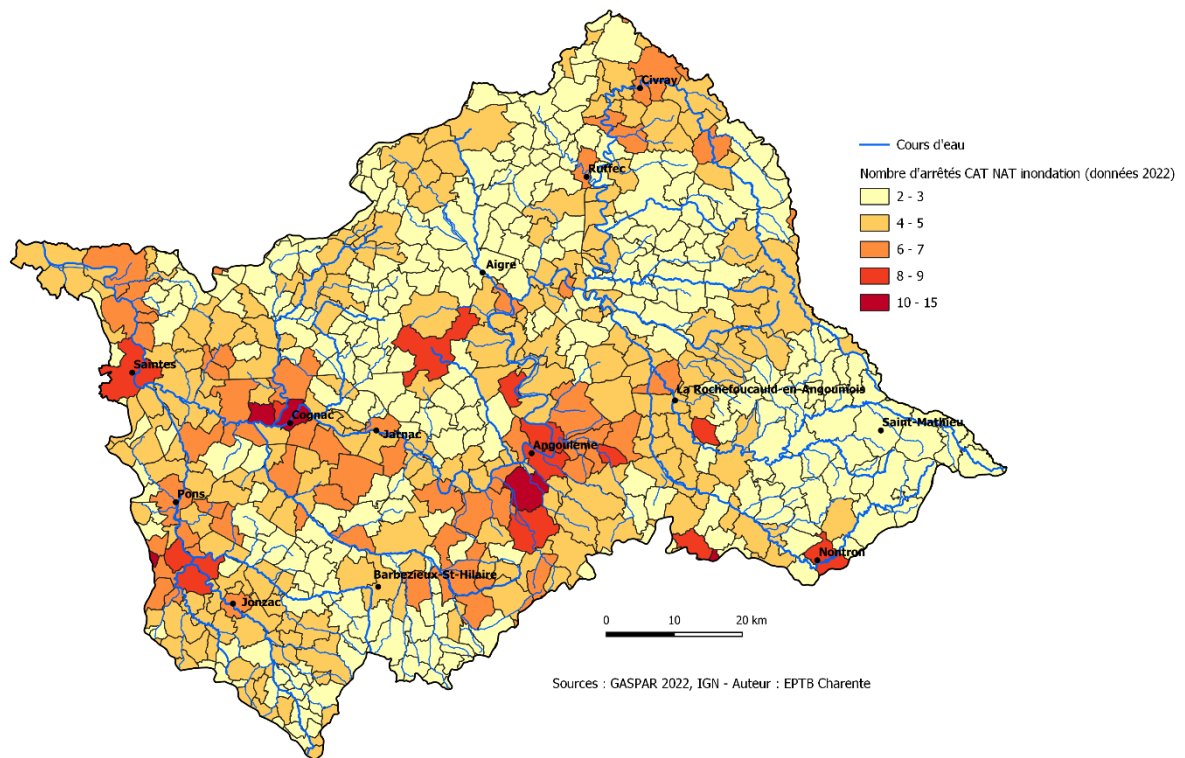 Civray
Cours d'eau
Nombre d'arrêtés CAT NAT inondation (données 2022)
Ruffec
2 - 3
4 - 5
6 - 7
Aigre
8 - 9
10 - 15
Saintes
La Rochefoucauld-en-Angoumois
Cognac
Jarnac
Saint-Mathieu
Angoulême
Pons
Nontron
Barbezieux-St-Hilaire
Jonzac
0 10 20 km
Sources : GASPAR 2022, IGN - Auteur : EPTB Charente